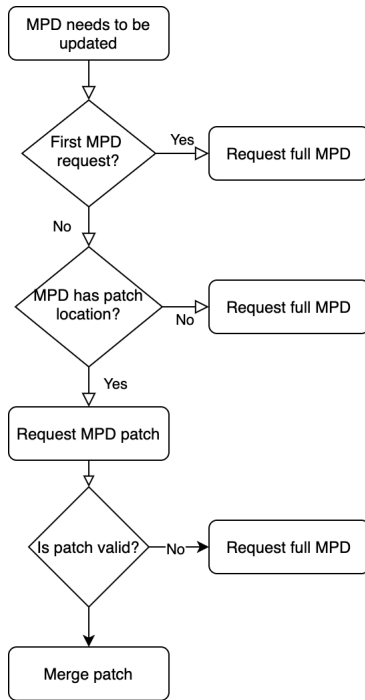 MPD needs to be
updated
First MPD
request?
Yes
Request full MPD
No
MPD has patch
location?
No
Request full MPD
Yes
Request MPD patch
Is patch valid?
No
Request full MPD
Merge patch